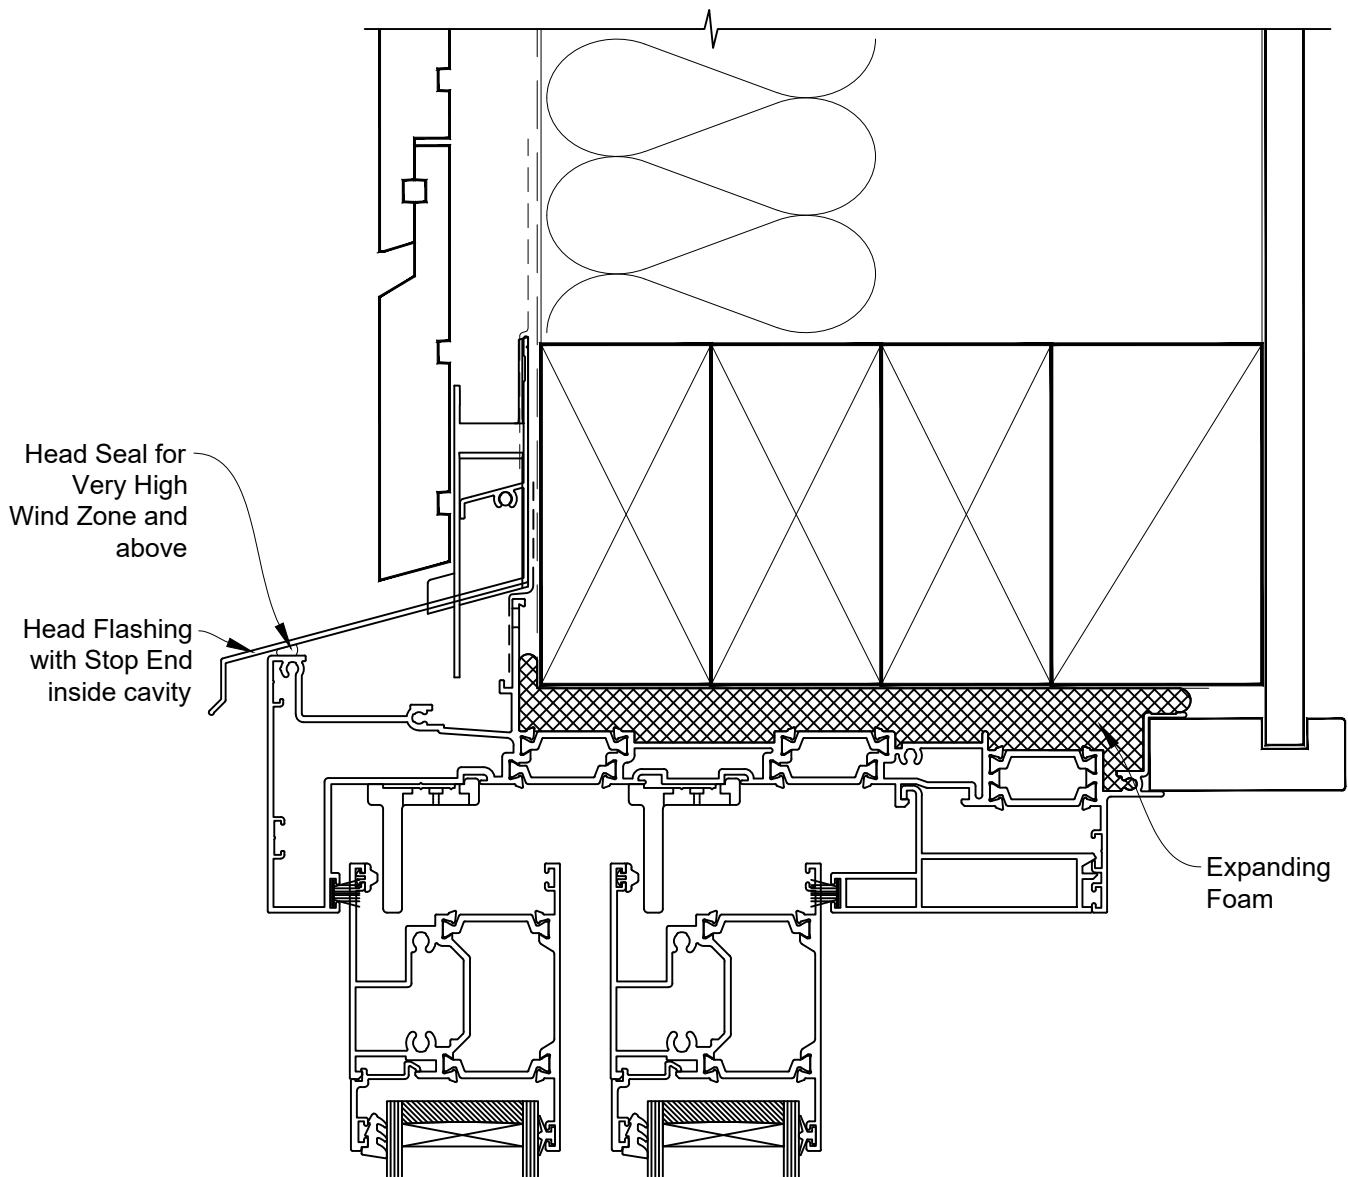 Head Seal for
Very High
Wind Zone and
above
Head Flashing
with Stop End
inside cavity
Expanding
Foam